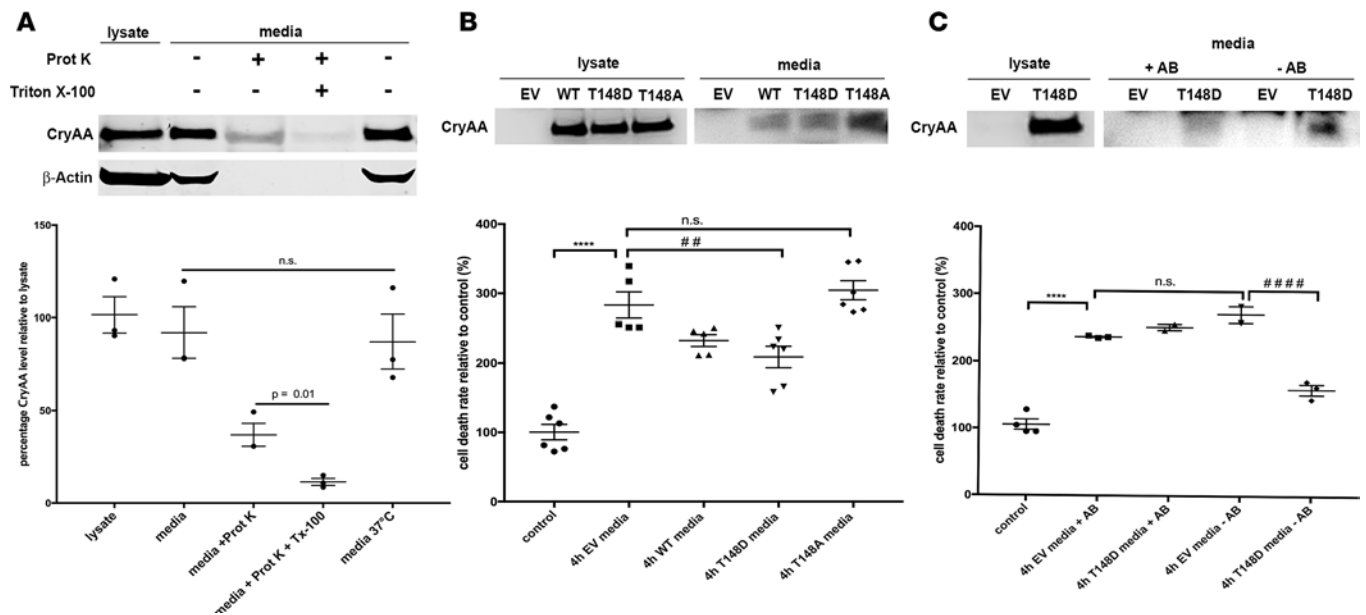 A
lysate media
Prot K - + + -
Triton X-100 - - + -
CryAA
β-Actin
percentage CryAA level relative to lysate
150
100
50
0
n.s.
p = 0.01
lysate
media
media +Prot K
media + Prot K + Tx-100
media 37°C
B
lysate media
EV WT T148D T148A EV WT T148D T148A
CryAA
cell death rate relative to control (%)
400
300
200
100
0
n.s.
**** ##
control
4h EV media
4h WT media
4h T148D media
4h T148A media
C
media
lysate + AB - AB
EV T148D EV T148D EV T148D
CryAA
cell death rate relative to control (%)
400
300
200
100
0
**** n.s. ####
control
4h EV media + AB
4h T148D media + AB
4h EV media - AB
4h T148D media - AB